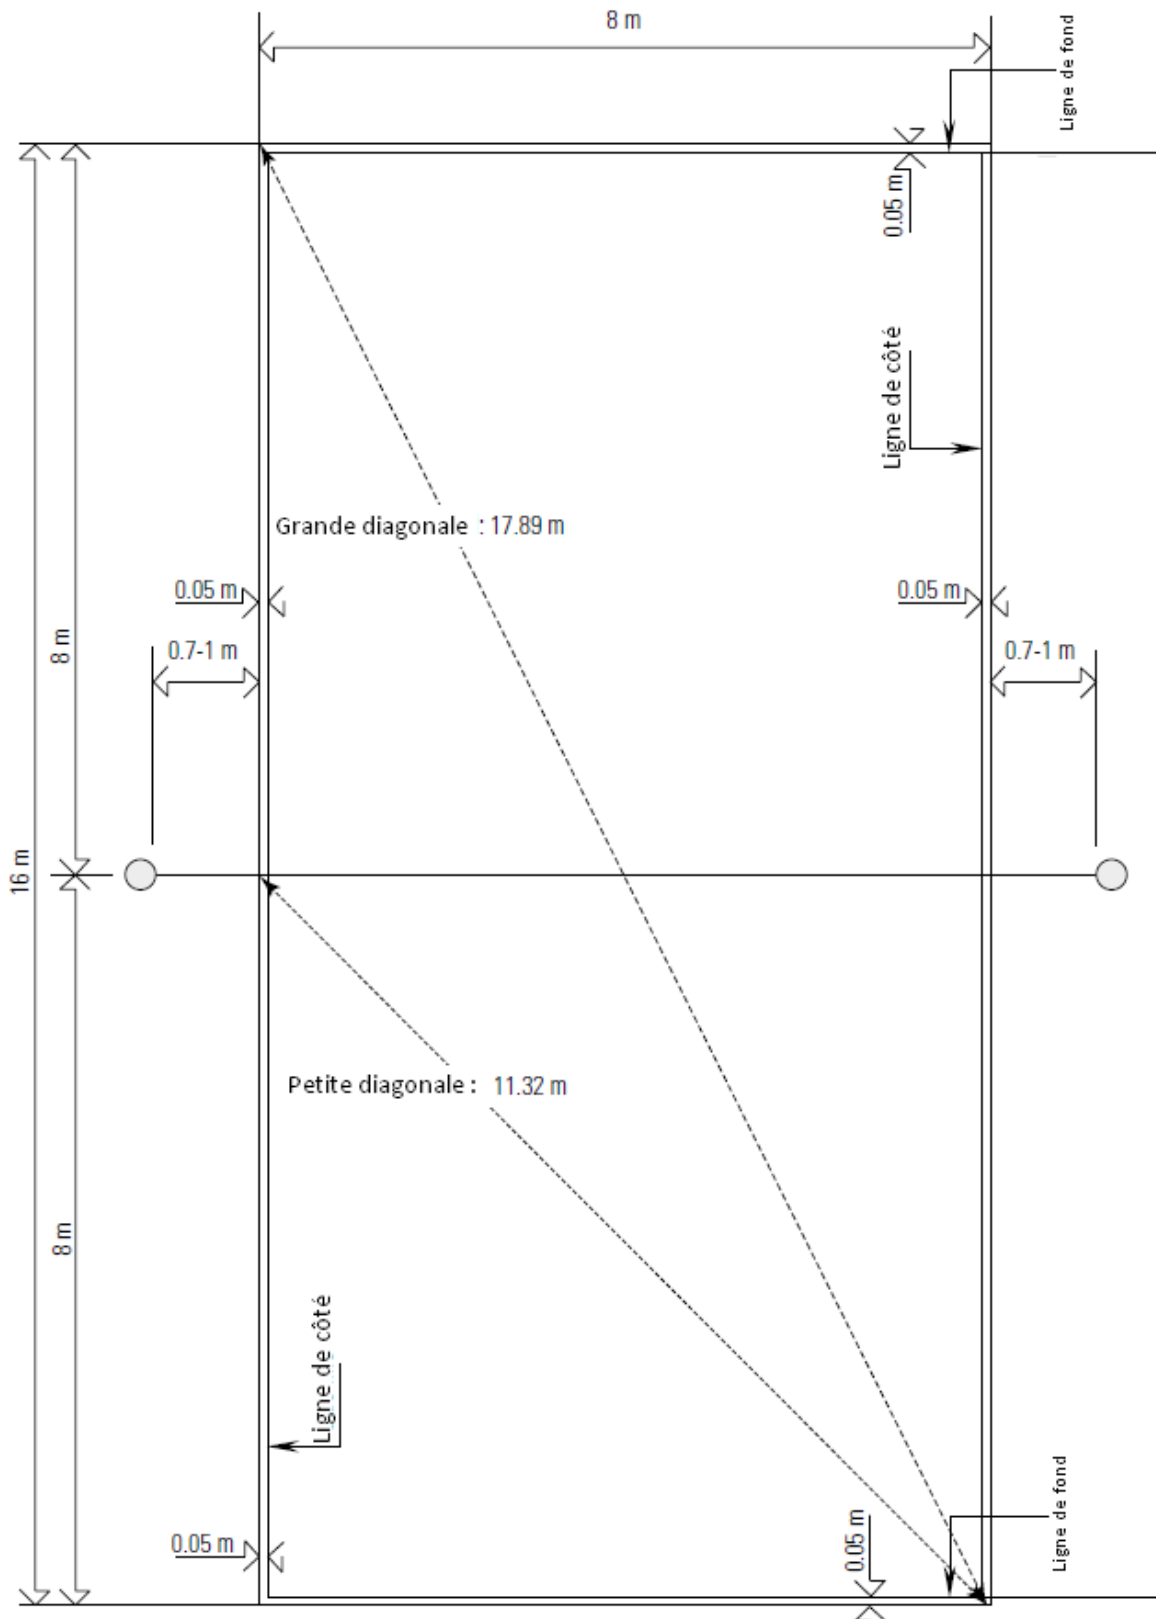 8 m
Ligne de fond
0.05 m
Ligne de côté
Grande diagonale : 17.89 m
0.05 m
0.05 m
8 m
0.7-1 m
0.7-1 m
16 m
Petite diagonale : 11.32 m
8 m
Ligne de côté
Ligne de fond
0.05 m
0.05 m